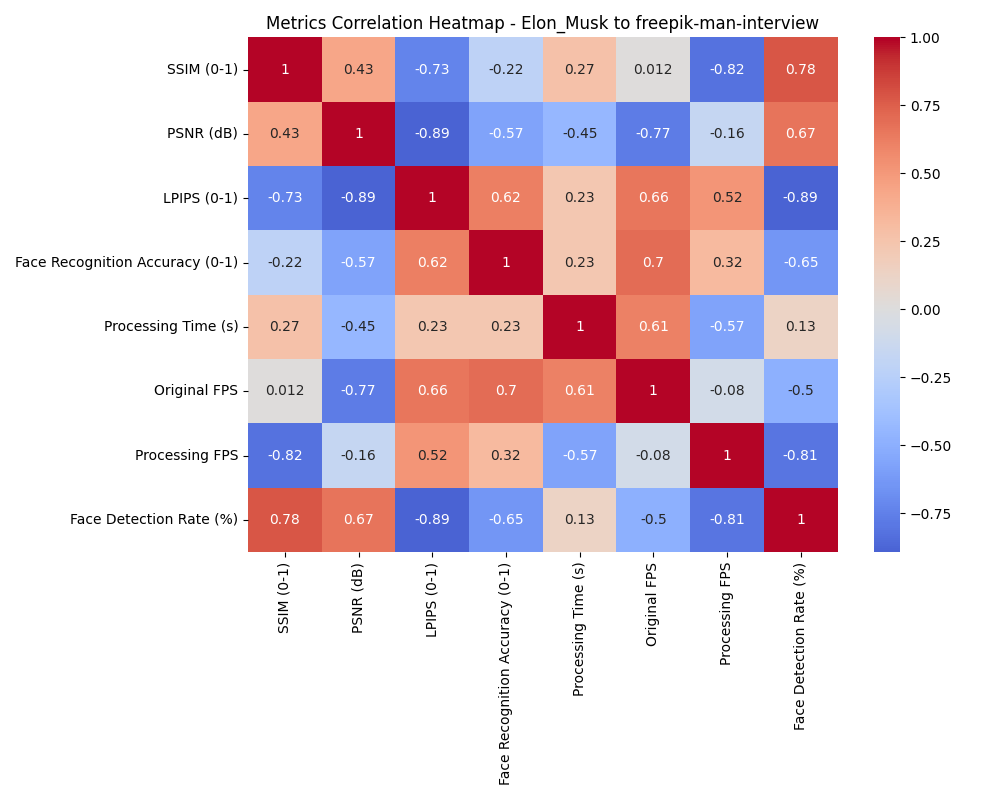 Metrics Correlation Heatmap - Elon_Musk to freepik-man-interview
SSIM (0-1) 1 0.43 -0.73 -0.22 0.27 0.012 -0.82 0.78
PSNR (dB) 0.43 1 -0.89 -0.57 -0.45 -0.77 -0.16 0.67
LPIPS (0-1) -0.73 -0.89 1 0.62 0.23 0.66 0.52 -0.89
Face Recognition Accuracy (0-1) -0.22 -0.57 0.62 1 0.23 0.7 0.32 -0.65
Processing Time (s) 0.27 -0.45 0.23 0.23 1 0.61 -0.57 0.13
Original FPS 0.012 -0.77 0.66 0.7 0.61 1 -0.08 -0.5
Processing FPS -0.82 -0.16 0.52 0.32 -0.57 -0.08 1 -0.81
Face Detection Rate (%) 0.78 0.67 -0.89 -0.65 0.13 -0.5 -0.81 1
SSIM (0-1)
PSNR (dB)
LPIPS (0-1)
Face Recognition Accuracy (0-1)
Processing Time (s)
Original FPS
Processing FPS
Face Detection Rate (%)
1.00
0.75
0.50
0.25
0.00
−0.25
−0.50
−0.75